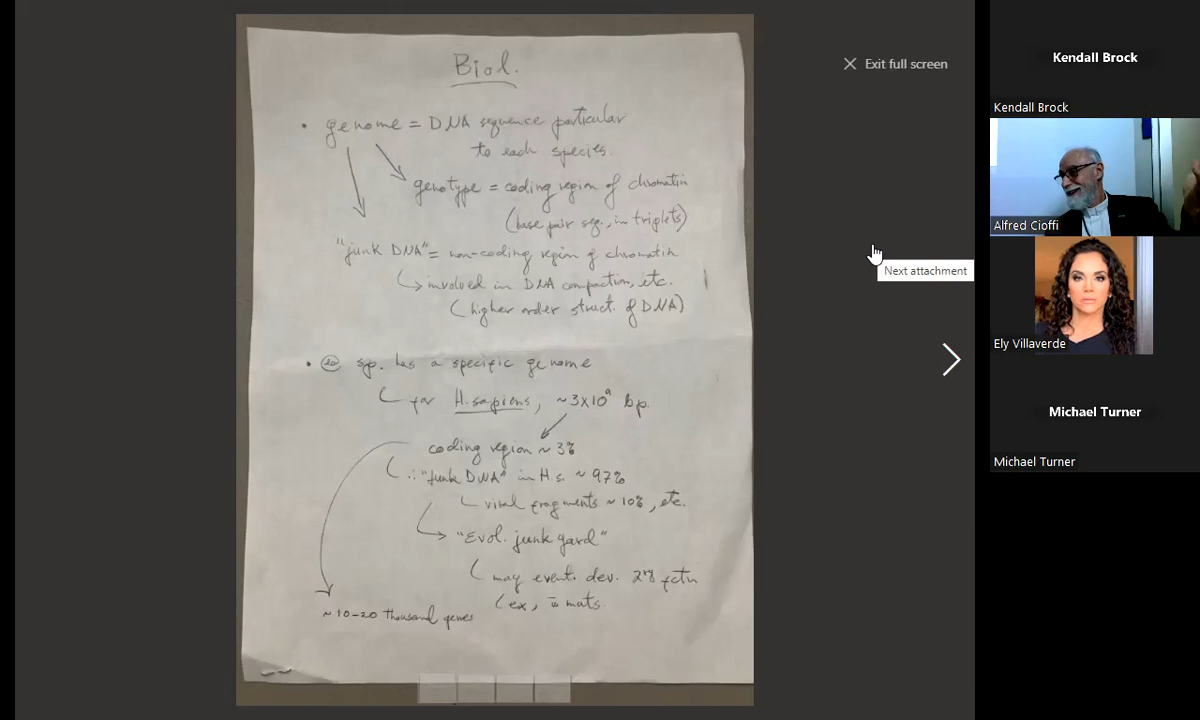 Biol.
• genome = DNA sequence particular
to each species.
genotype = coding region of chromatin
(base pair seq., in triplets)
"junk DNA" = non-coding region of chromatin
↳ involved in DNA compaction, etc.
(higher order struct. of DNA)
• ea sp. has a specific genome
for H. sapiens, ~3x10⁹ bp.
coding region ~ 3%
∴ "junk DNA" in H.s. ~ 97%
viral fragments ~ 10%, etc.
"Evol. junk yard"
(may event. dev. 2ry fctn
(ex, in muts.
~ 10-20 thousand genes
Exit full screen
Next attachment
Kendall Brock
Kendall Brock
Alfred Cioffi
Ely Villaverde
Michael Turner
Michael Turner